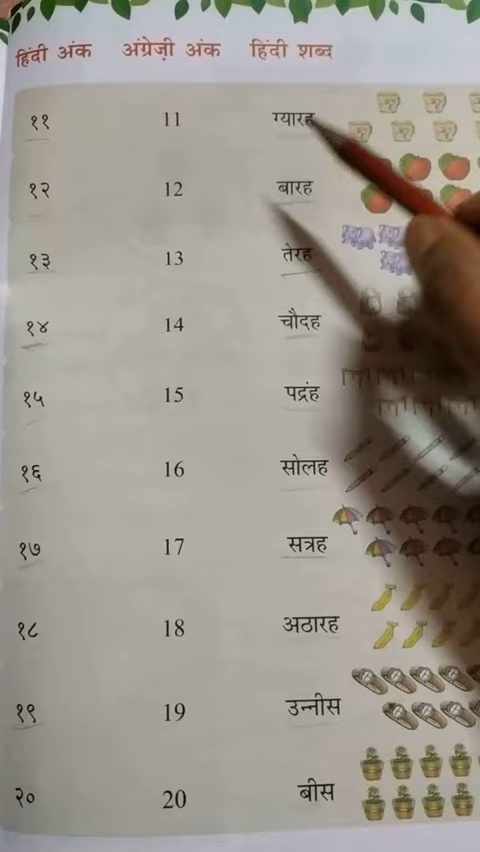 हिंदी अंक अंग्रेज़ी अंक हिंदी शब्द
११ 11 ग्यारह
१२ 12 बारह
१३ 13 तेरह
१४ 14 चौदह
१५ 15 पद्रंह
१६ 16 सोलह
१७ 17 सत्रह
१८ 18 अठारह
१९ 19 उन्नीस
२० 20 बीस